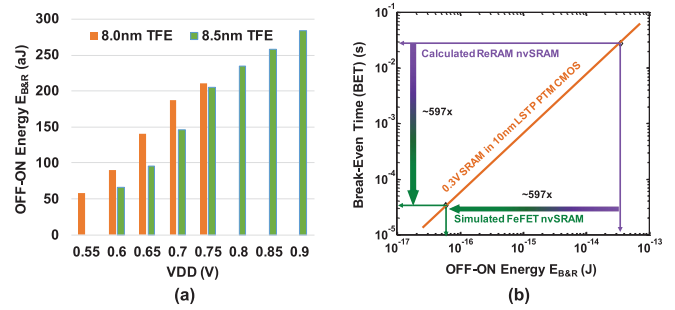 8.0nm TFE 8.5nm TFE
OFF-ON Energy EB&R (aJ)
300
250
200
150
100
50
0
0.55 0.6 0.65 0.7 0.75 0.8 0.85 0.9
VDD (V)
(a)
Break-Even Time (BET) (s)
10-1
10-2
10-3
10-4
10-5
Calculated ReRAM nvSRAM
~597x
0.3V SRAM in 10nm LSTP PTM CMOS
~597x
Simulated FeFET nvSRAM
10-17 10-16 10-15 10-14 10-13
OFF-ON Energy EB&R (J)
(b)